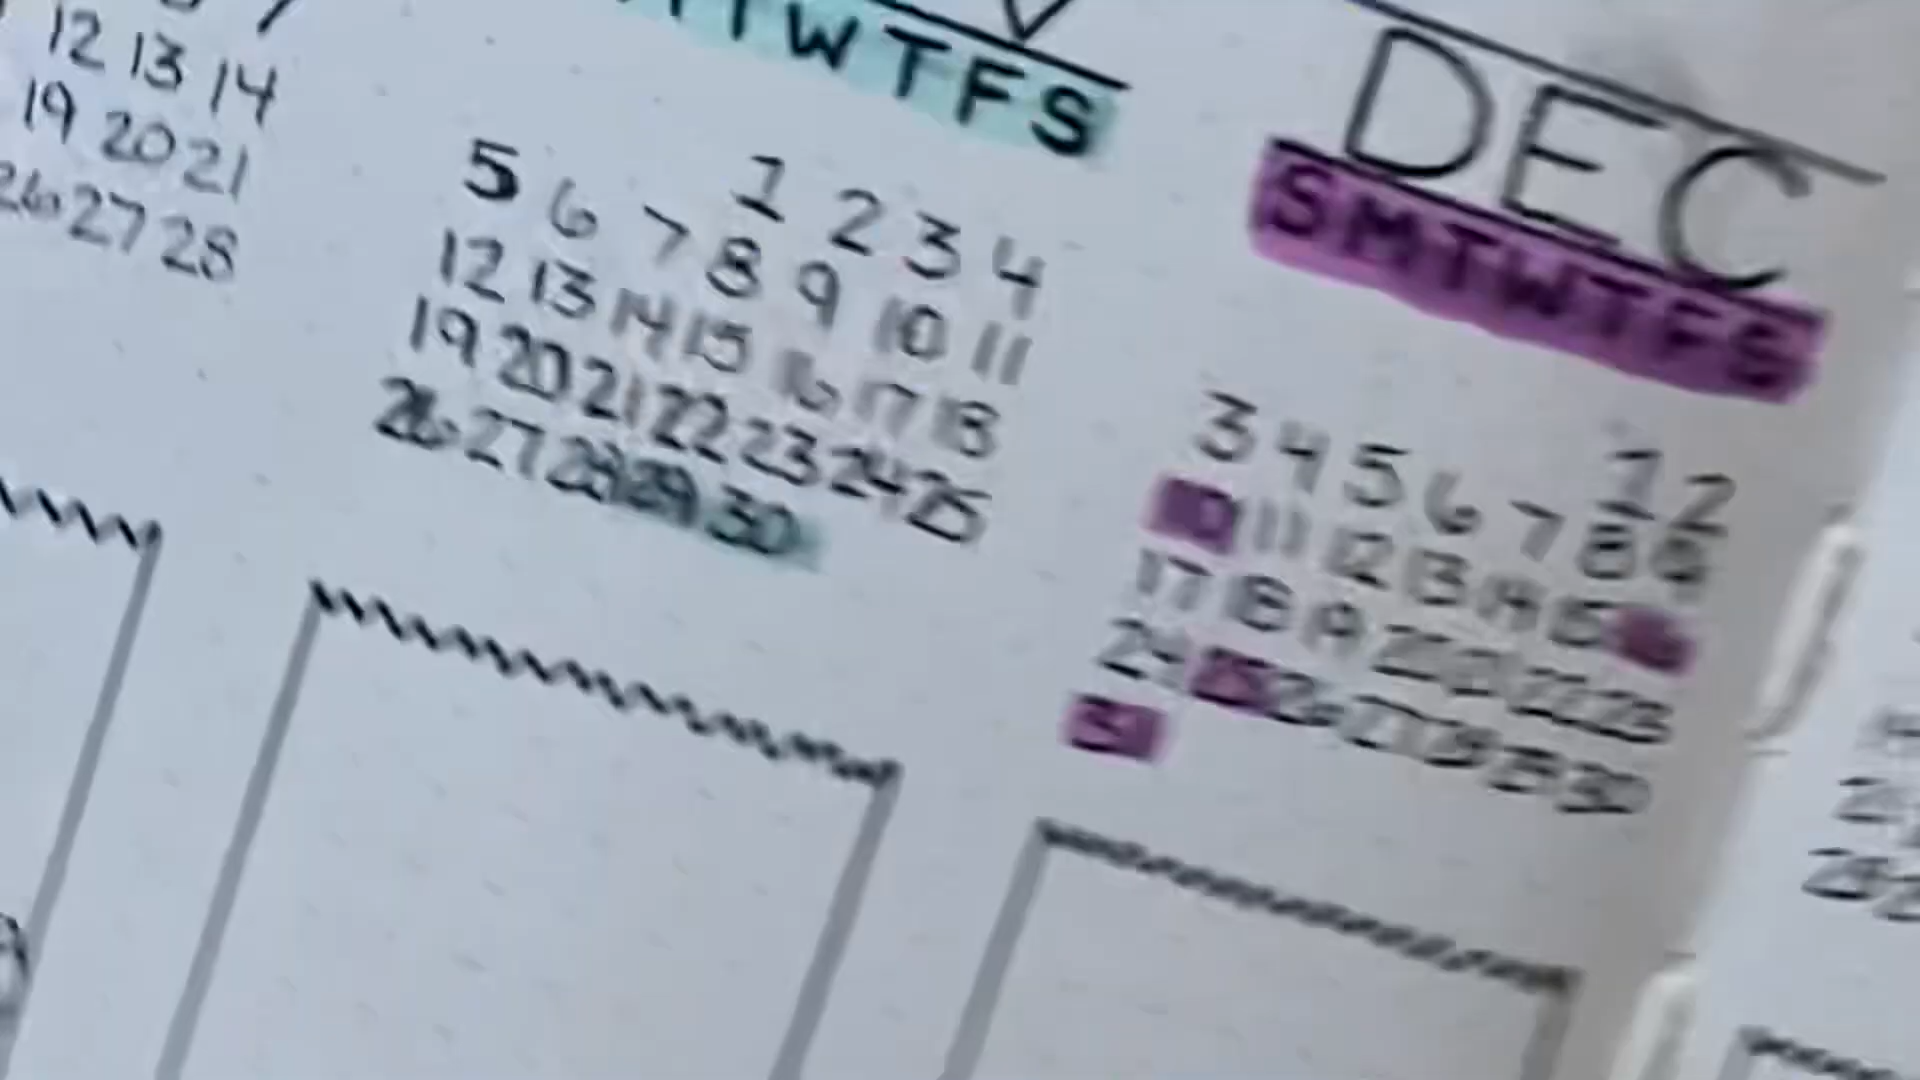 12 13 14
19 20 21
26 27 28
T W T F S
1 2 3 4
5 6 7 8 9 10 11
12 13 14 15 16 17 18
19 20 21 22 23 24 25
26 27 28 29 30
DEC
S M T W T F S
1 2
3 4 5 6 7 8 9
10 11 12 13 14 15 16
17 18 19 20 21 22 23
24 25 26 27 28 29 30
31